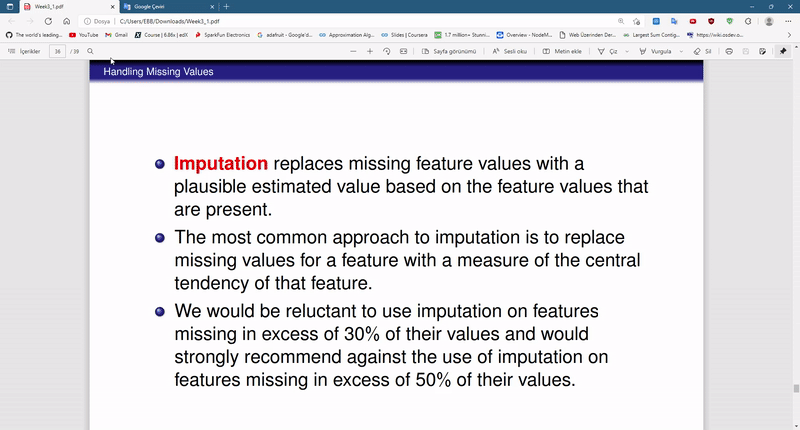 Week3_1.pdf
Google Çeviri
Dosya
C:/Users/EBB/Downloads/Week3_1.pdf
The world's leading...
YouTube
Gmail
Course | 6.86x | edX
SparkFun Electronics
adafruit - Google'd...
Approximation Alg...
Slides | Coursera
1.7 million+ Stunni...
Overview - NodeM...
Web Üzerinden Der...
Largest Sum Contig...
https://wiki.osdev.o...
İçerikler
36
/ 39
Sayfa görünümü
Sesli oku
Metin ekle
Çiz
Vurgula
Sil
Handling Missing Values
Imputation replaces missing feature values with a
plausible estimated value based on the feature values that
are present.
The most common approach to imputation is to replace
missing values for a feature with a measure of the central
tendency of that feature.
We would be reluctant to use imputation on features
missing in excess of 30% of their values and would
strongly recommend against the use of imputation on
features missing in excess of 50% of their values.